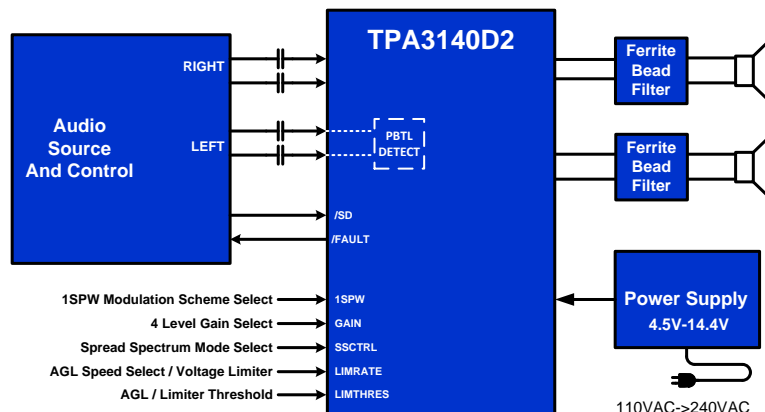 TPA3140D2
RIGHT
Audio
Source
And Control
LEFT
PBTL
DETECT
/SD
/FAULT
Ferrite
Bead
Filter
Ferrite
Bead
Filter
1SPW Modulation Scheme Select
1SPW
4 Level Gain Select
GAIN
Spread Spectrum Mode Select
SSCTRL
AGL Speed Select / Voltage Limiter
LIMRATE
AGL / Limiter Threshold
LIMTHRES
Power Supply
4.5V-14.4V
110VAC->240VAC